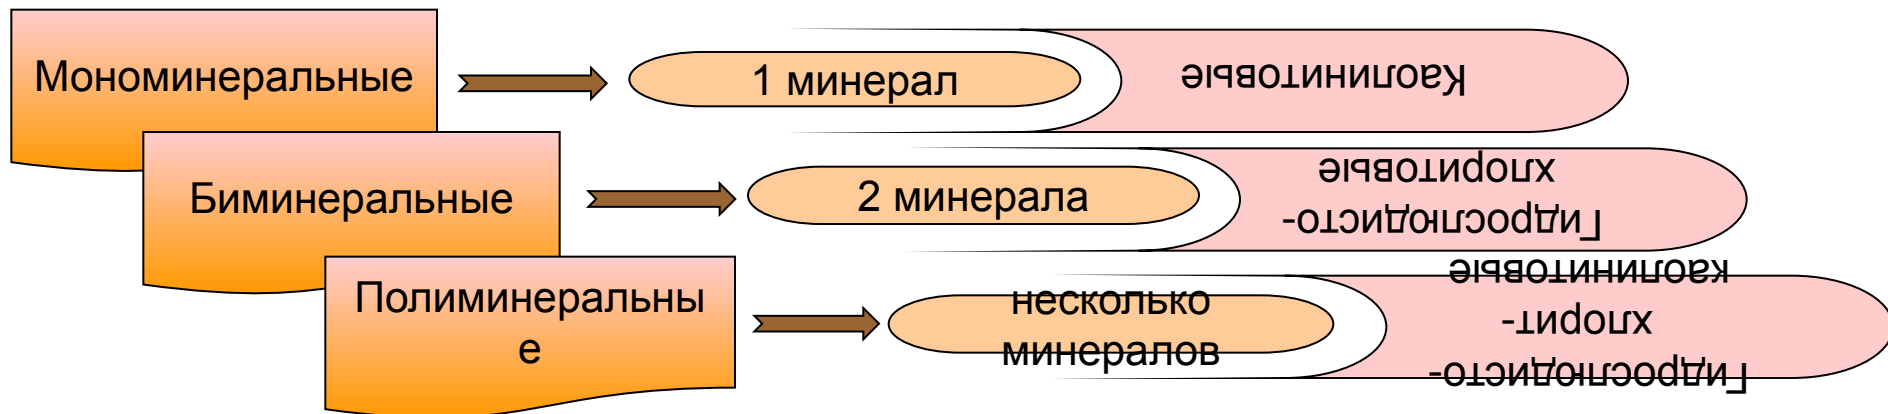 Мономинеральные
1 минерал
Каолинитовые
Биминеральные
2 минерала
Гидрослюдисто-
хлоритовые
Полиминеральны
е
несколько
минералов
Гидрослюдисто-
хлорит-
каолинитовые